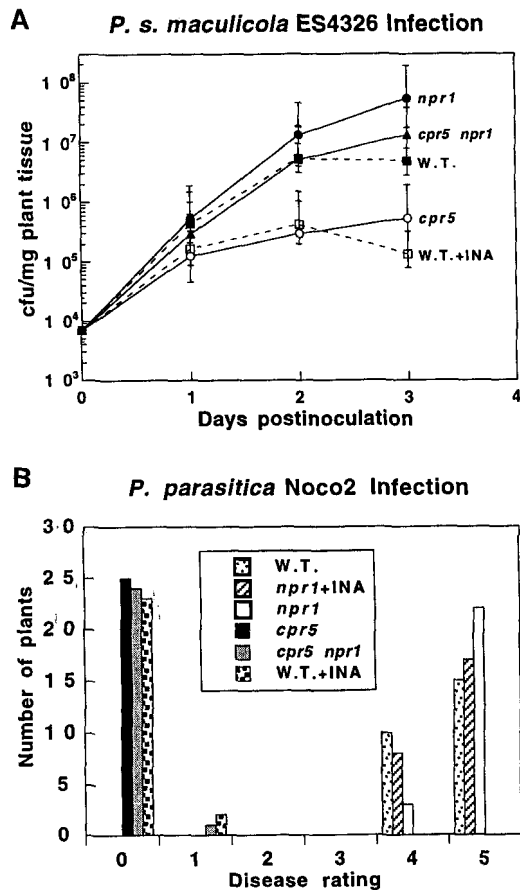 A
P. s. maculicola ES4326 Infection
cfu/mg plant tissue
1 0⁸
1 0⁷
1 0⁶
1 0⁵
1 0⁴
1 0³
npr1
cpr5 npr1
W.T.
cpr5
W.T.+INA
0 1 2 3 4
Days postinoculation
B
P. parasitica Noco2 Infection
Number of plants
3 0
2 5
2 0
1 5
1 0
5
0
W.T.
npr1+INA
npr1
cpr5
cpr5 npr1
W.T.+INA
0 1 2 3 4 5
Disease rating